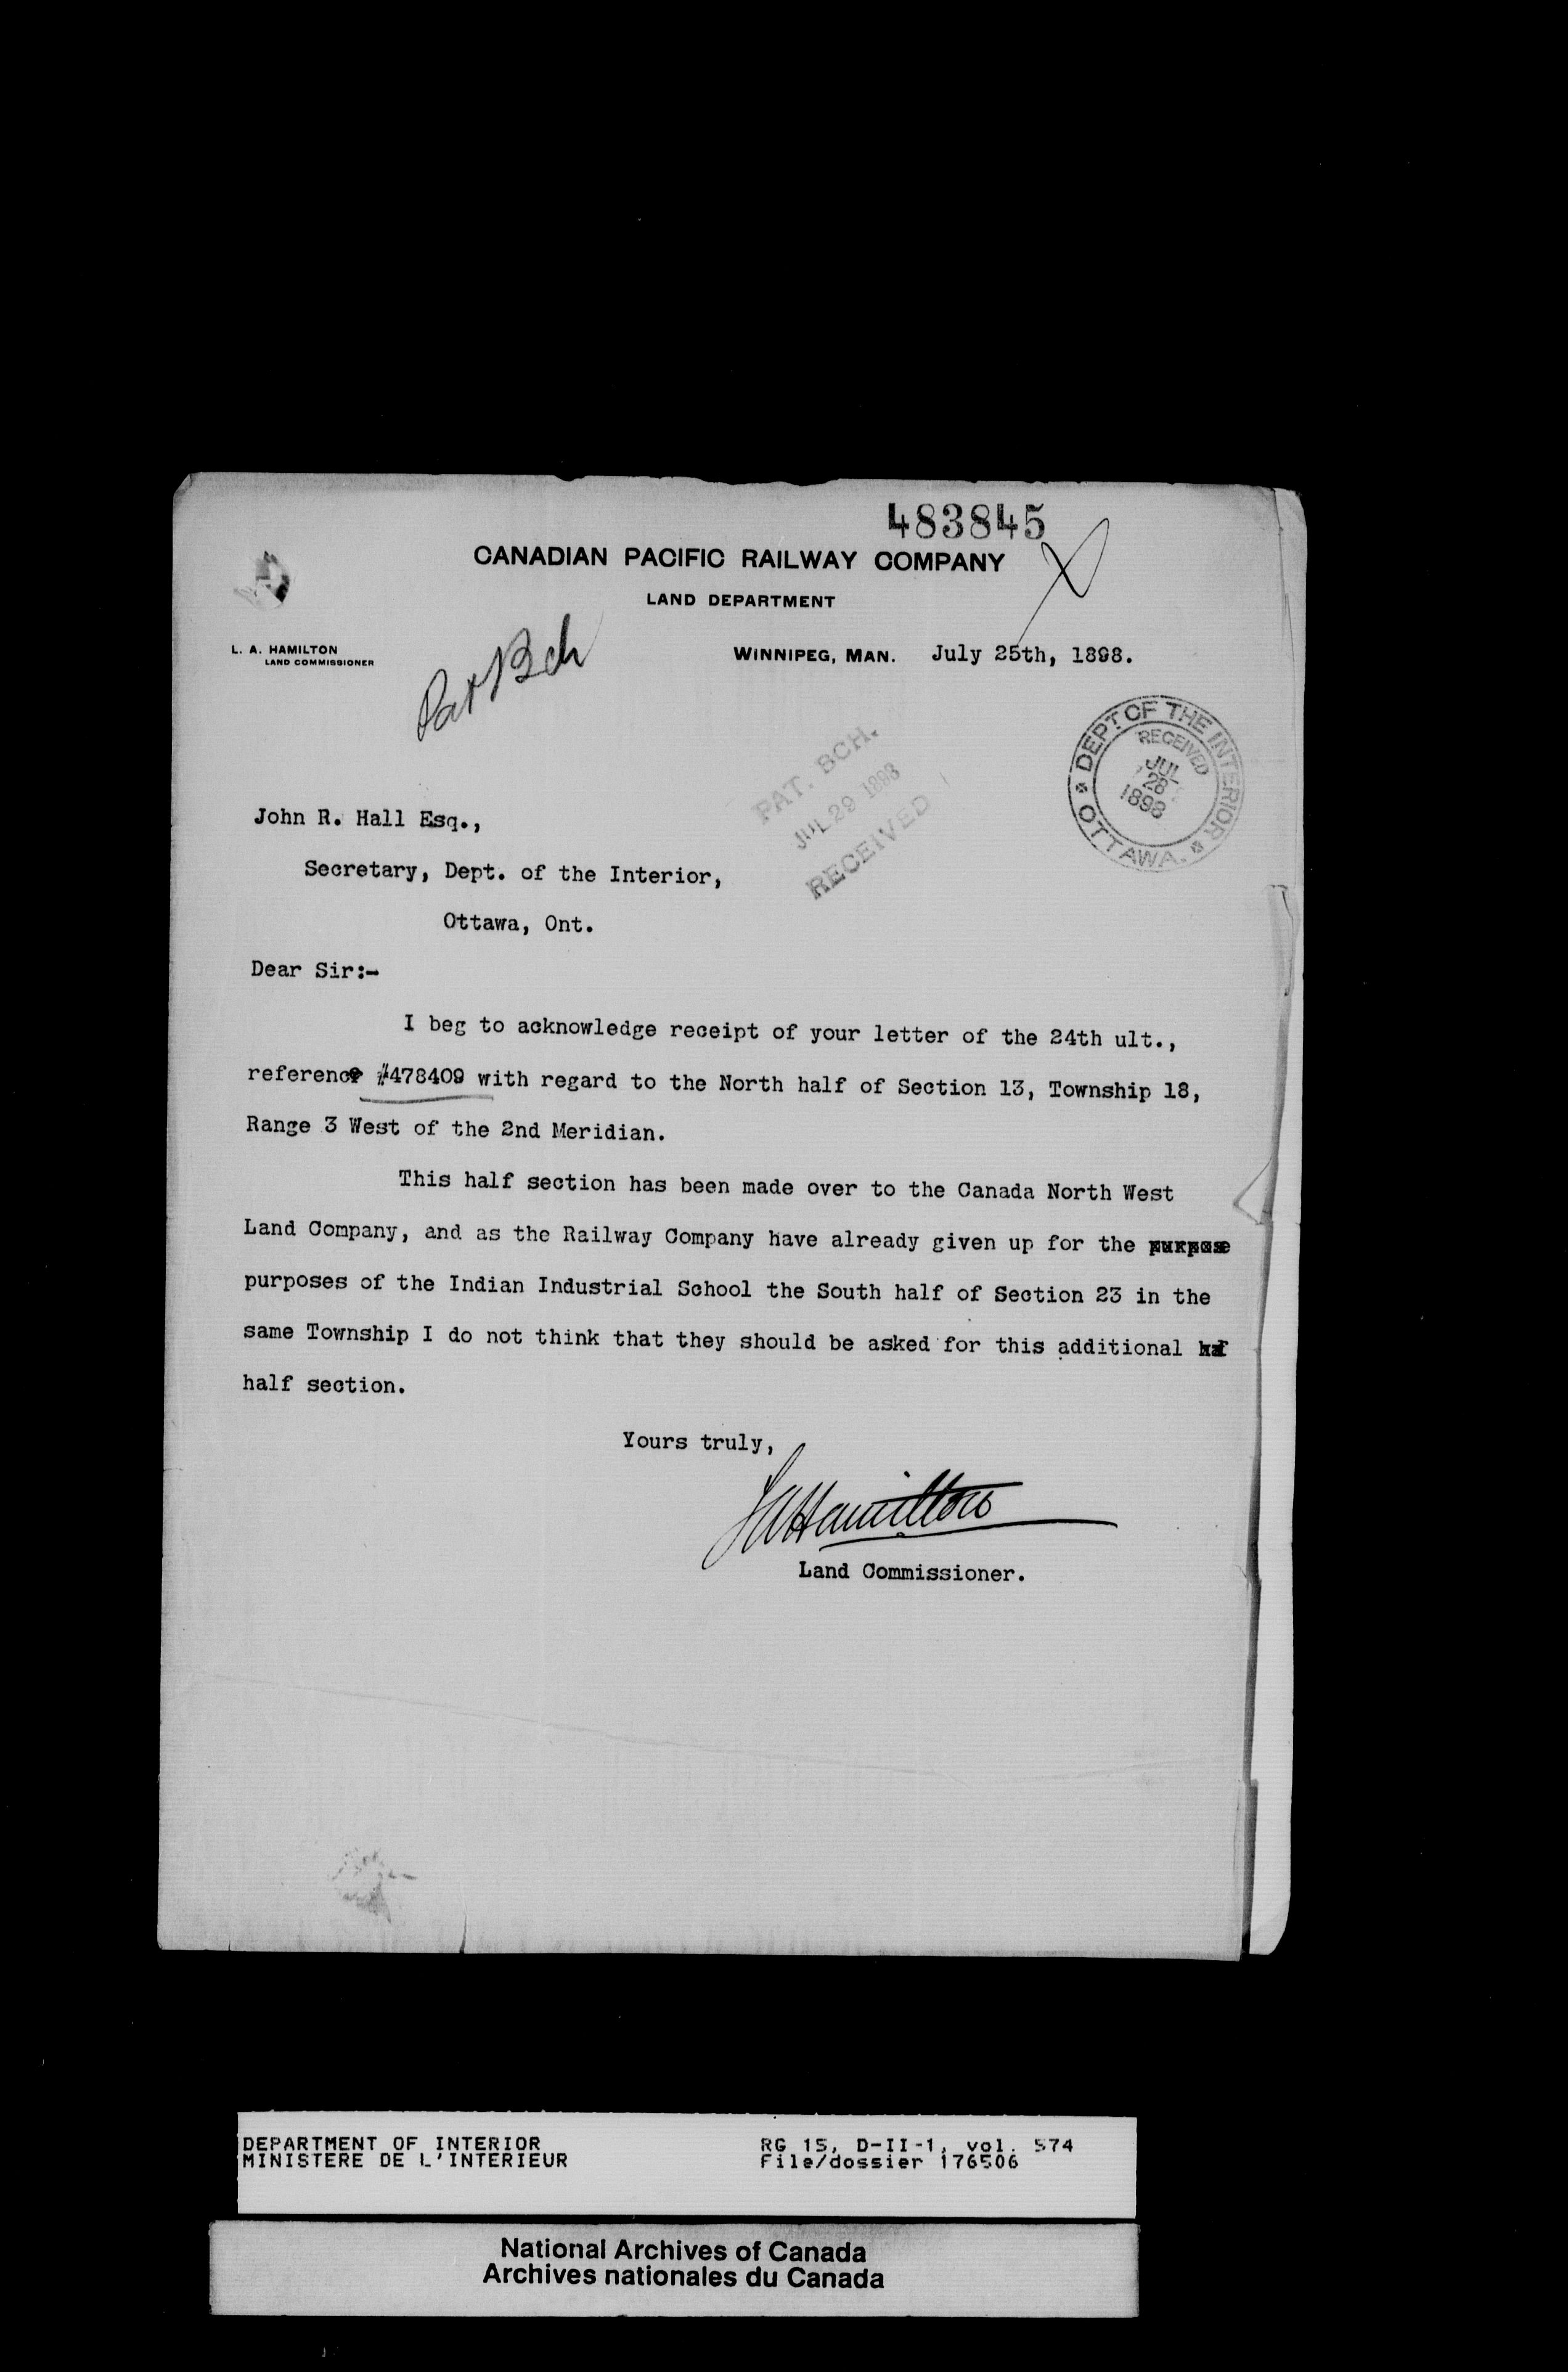 483845
CANADIAN PACIFIC RAILWAY COMPANY
LAND DEPARTMENT
L. A. HAMILTON
LAND COMMISSIONER
WINNIPEG, MAN. July 25th, 1898.
Pat Bch
DEPT. OF THE INTERIOR
RECEIVED
JUL
28
1898
OTTAWA.
PAT. BCH.
JUL 29 1898
RECEIVED
John R. Hall Esq.,
Secretary, Dept. of the Interior,
Ottawa, Ont.
Dear Sir:-
I beg to acknowledge receipt of your letter of the 24th ult.,
reference #478409 with regard to the North half of Section 13, Township 18,
Range 3 West of the 2nd Meridian.
This half section has been made over to the Canada North West
Land Company, and as the Railway Company have already given up for the purpose
purposes of the Indian Industrial School the South half of Section 23 in the
same Township I do not think that they should be asked for this additional
half section.
Yours truly,
LAHamilton
Land Commissioner.
DEPARTMENT OF INTERIOR
MINISTERE DE L'INTERIEUR
RG 15, D-II-1, vol. 574
File/dossier 176506
National Archives of Canada
Archives nationales du Canada